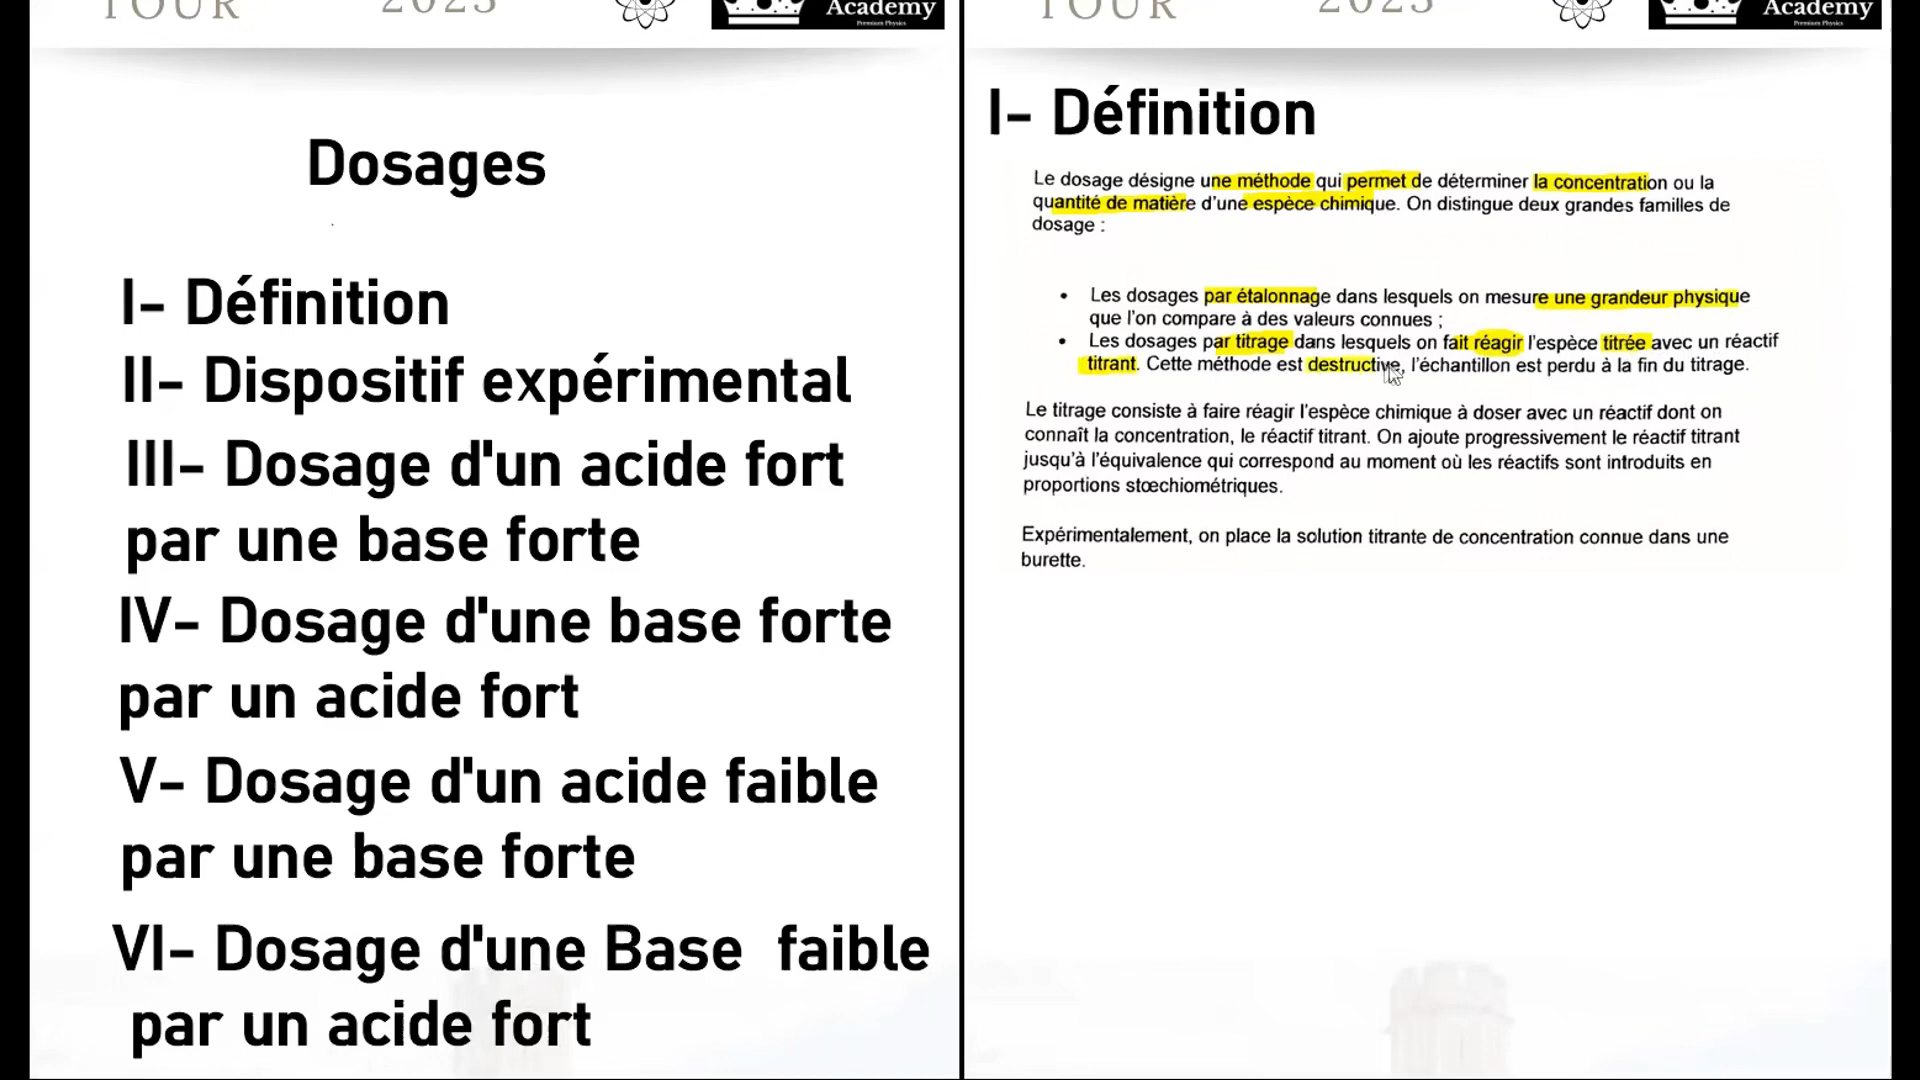 TOUR 2023
Academy
Premium Physics
Dosages
I- Définition
II- Dispositif expérimental
III- Dosage d'un acide fort
par une base forte
IV- Dosage d'une base forte
par un acide fort
V- Dosage d'un acide faible
par une base forte
VI- Dosage d'une Base faible
par un acide fort
TOUR 2023
Academy
Premium Physics
I- Définition
Le dosage désigne une méthode qui permet de déterminer la concentration ou la
quantité de matière d'une espèce chimique. On distingue deux grandes familles de
dosage :
• Les dosages par étalonnage dans lesquels on mesure une grandeur physique
que l'on compare à des valeurs connues ;
• Les dosages par titrage dans lesquels on fait réagir l'espèce titrée avec un réactif
titrant. Cette méthode est destructive, l'échantillon est perdu à la fin du titrage.
Le titrage consiste à faire réagir l'espèce chimique à doser avec un réactif dont on
connaît la concentration, le réactif titrant. On ajoute progressivement le réactif titrant
jusqu'à l'équivalence qui correspond au moment où les réactifs sont introduits en
proportions stœchiométriques.
Expérimentalement, on place la solution titrante de concentration connue dans une
burette.